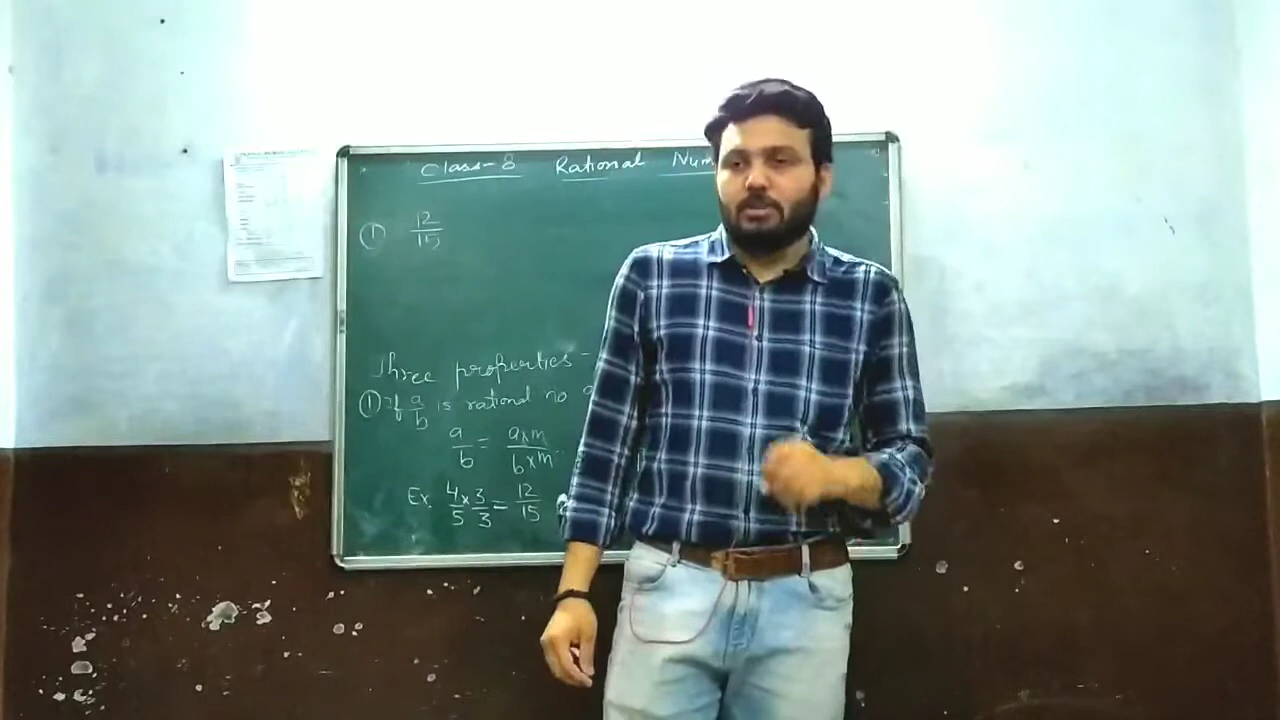 Class-8 Rational Num
① 12/15
Three properties -
① If a/b is rational no
a/b = a×m/b×m
Ex. 4/5 × 3/3 = 12/15